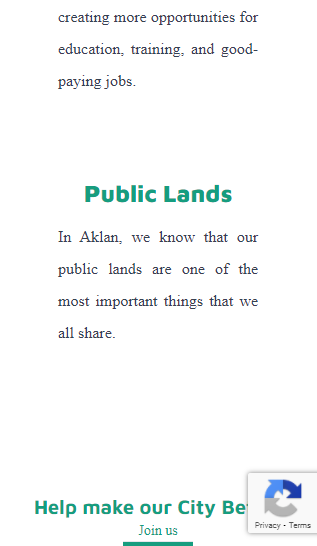 creating more opportunities for
education, training, and good-
paying jobs.
Public Lands
In Aklan, we know that our
public lands are one of the
most important things that we
all share.
Help make our City
Join us
Privacy - Terms